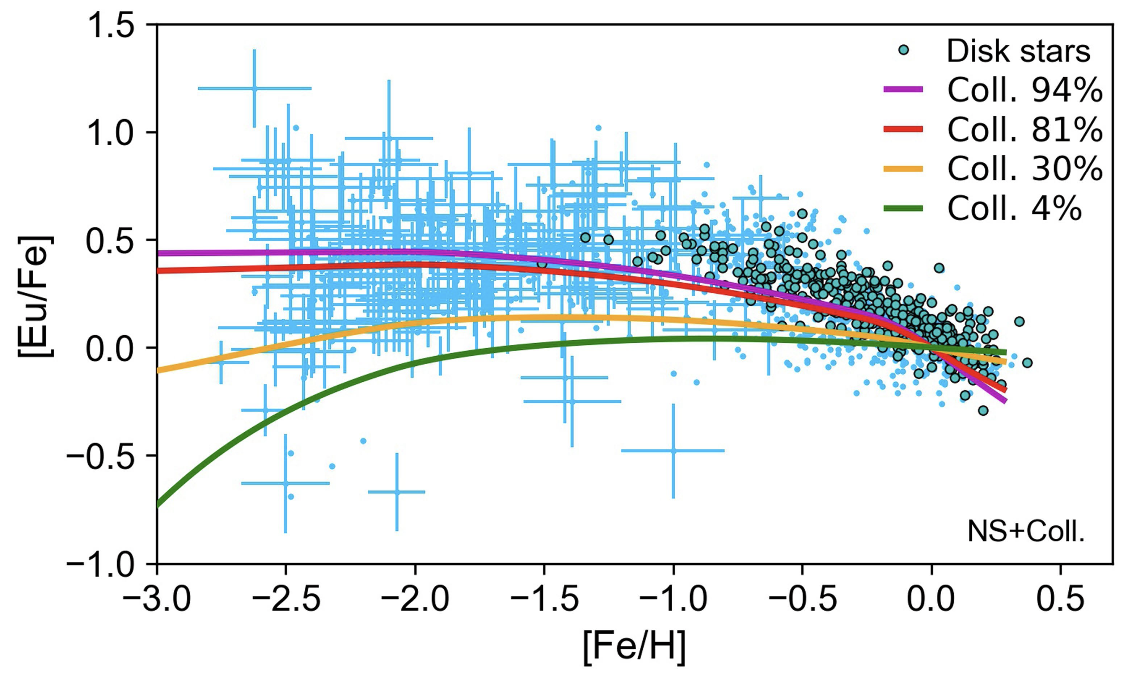 1.5
1.0
0.5
0.0
−0.5
−1.0
[Eu/Fe]
Disk stars
Coll. 94%
Coll. 81%
Coll. 30%
Coll. 4%
NS+Coll.
−3.0 −2.5 −2.0 −1.5 −1.0 −0.5 0.0 0.5
[Fe/H]